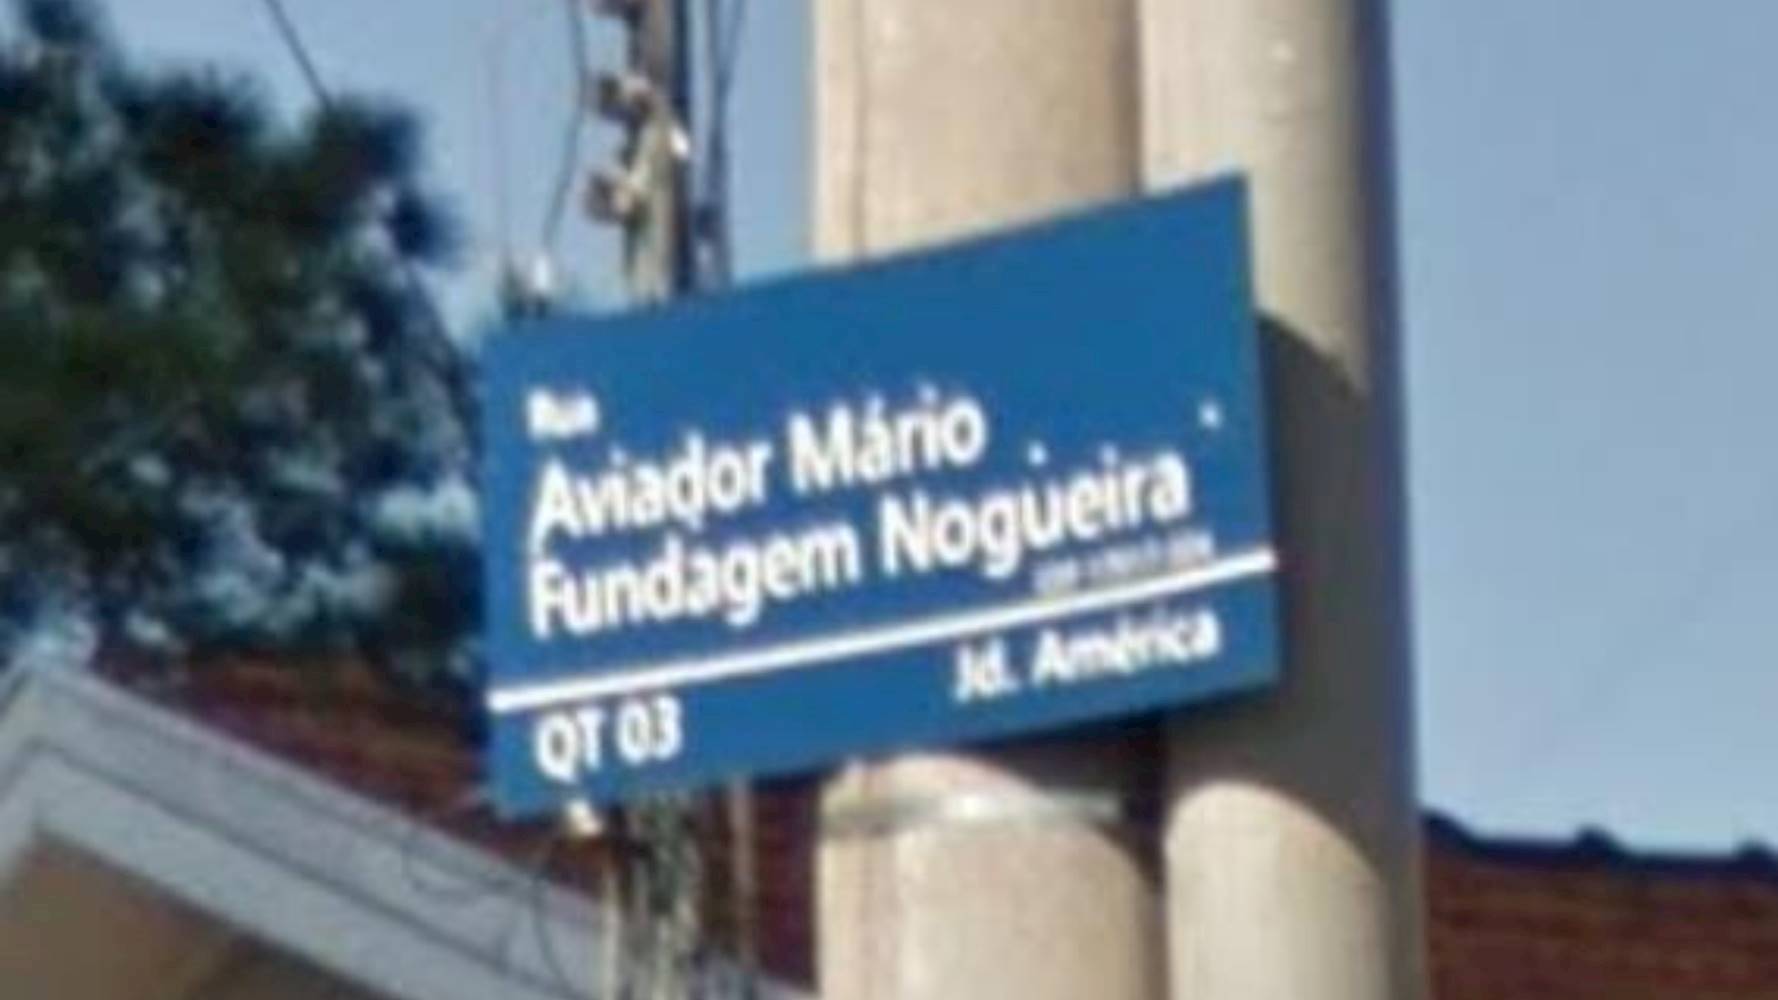 Rua
Aviador Mário
Fundagem Nogueira
QT 03 Jd. América